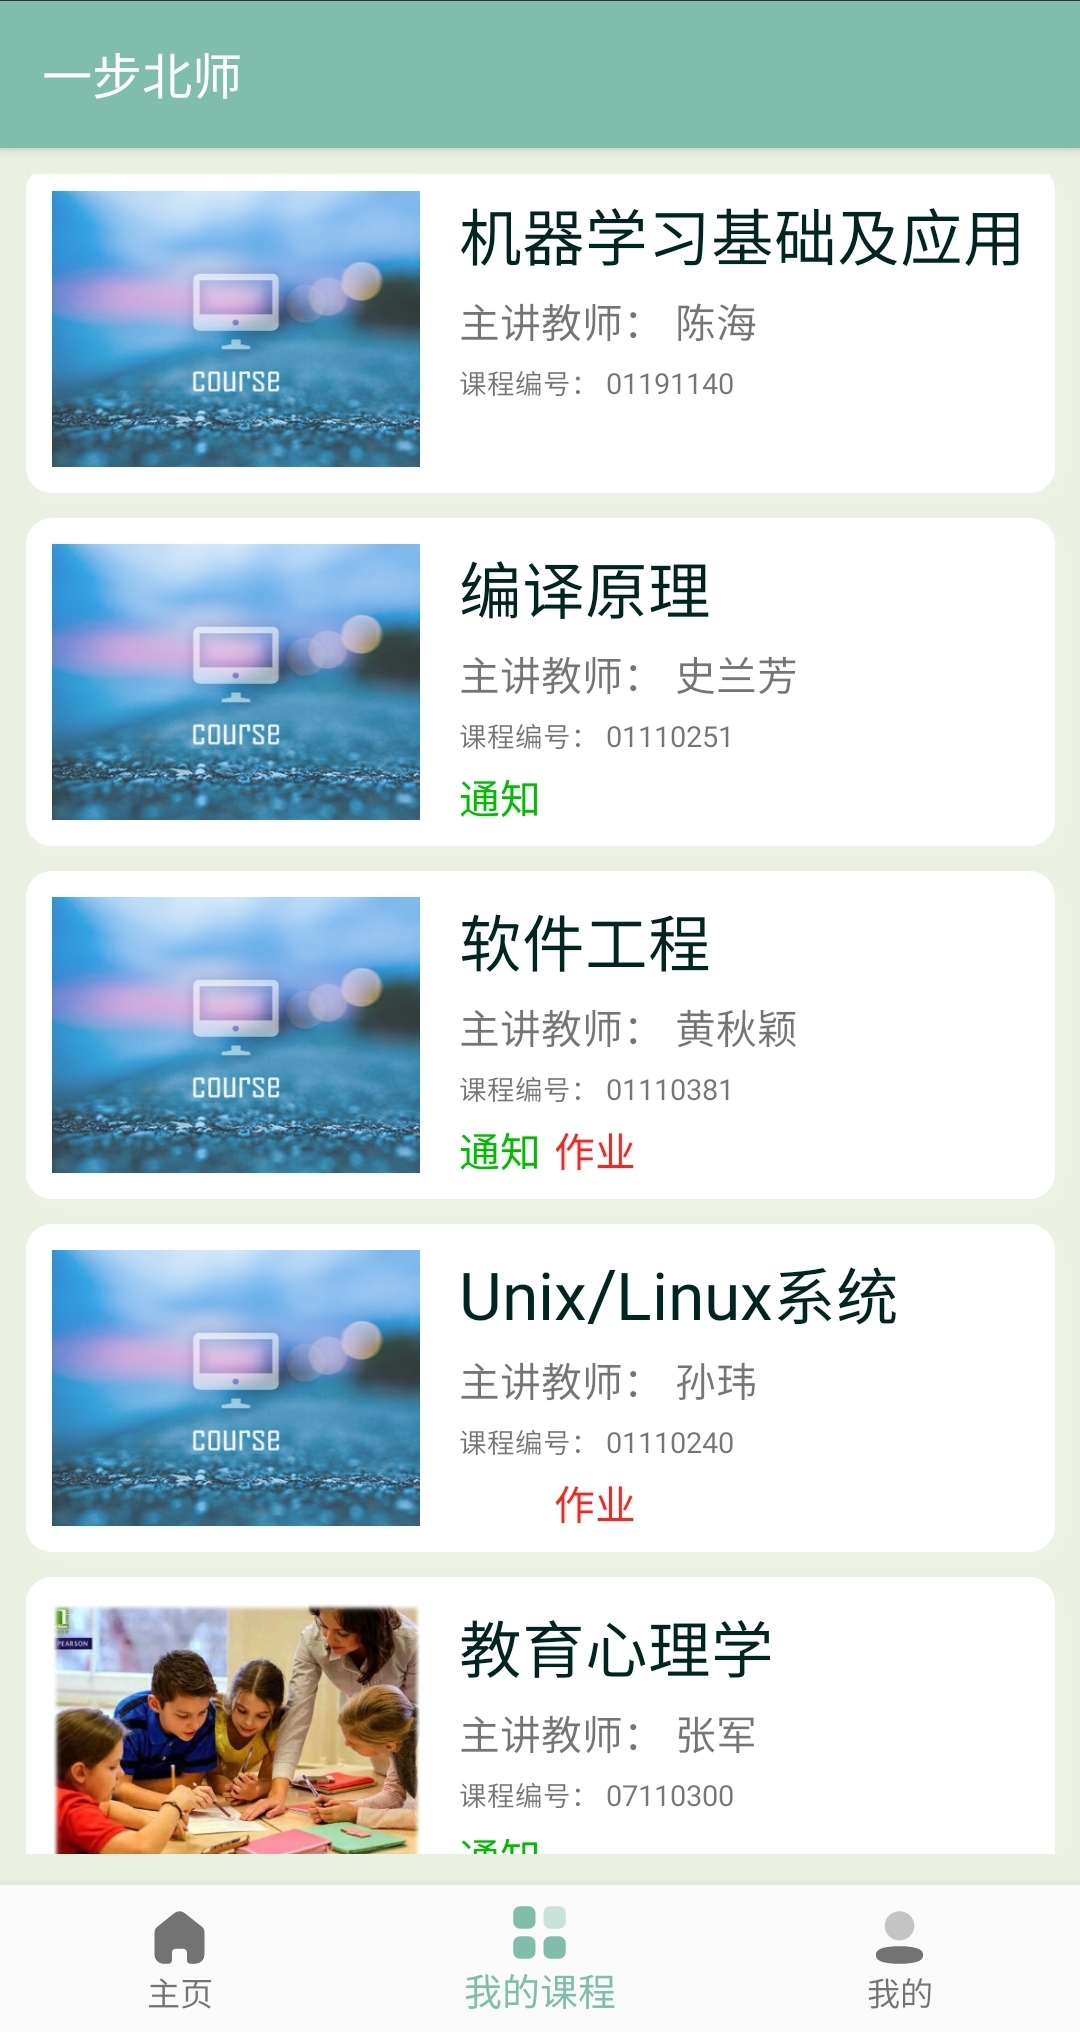 一步北师
机器学习基础及应用
主讲教师： 陈海
课程编号： 01191140
course
编译原理
主讲教师： 史兰芳
课程编号： 01110251
通知
course
软件工程
主讲教师： 黄秋颖
课程编号： 01110381
通知 作业
course
Unix/Linux系统
主讲教师： 孙玮
课程编号： 01110240
作业
course
PEARSON
教育心理学
主讲教师： 张军
课程编号： 07110300
通知
主页
我的课程
我的